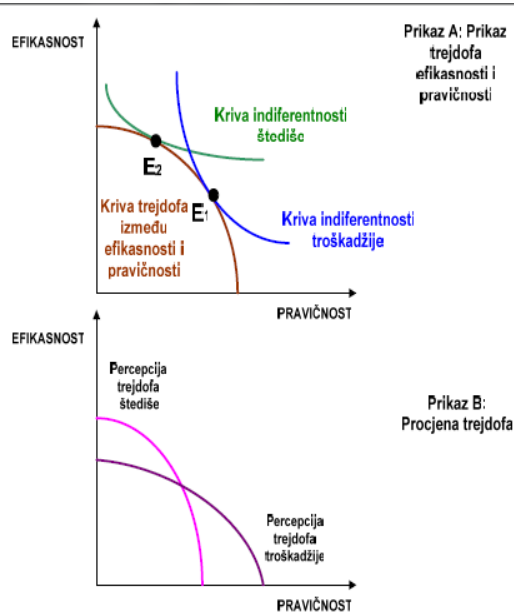 EFIKASNOST
Prikaz A: Prikaz
trejdofa
efikasnosti i
pravičnosti
Kriva indiferentnosti
štediše
E2
E1
Kriva trejdofa
između
efikasnosti i
pravičnosti
Kriva indiferentnosti
troškadžije
PRAVIČNOST
EFIKASNOST
Percepcija
trejdofa
štediše
Prikaz B:
Procjena trejdofa
Percepcija
trejdofa
troškadžije
PRAVIČNOST